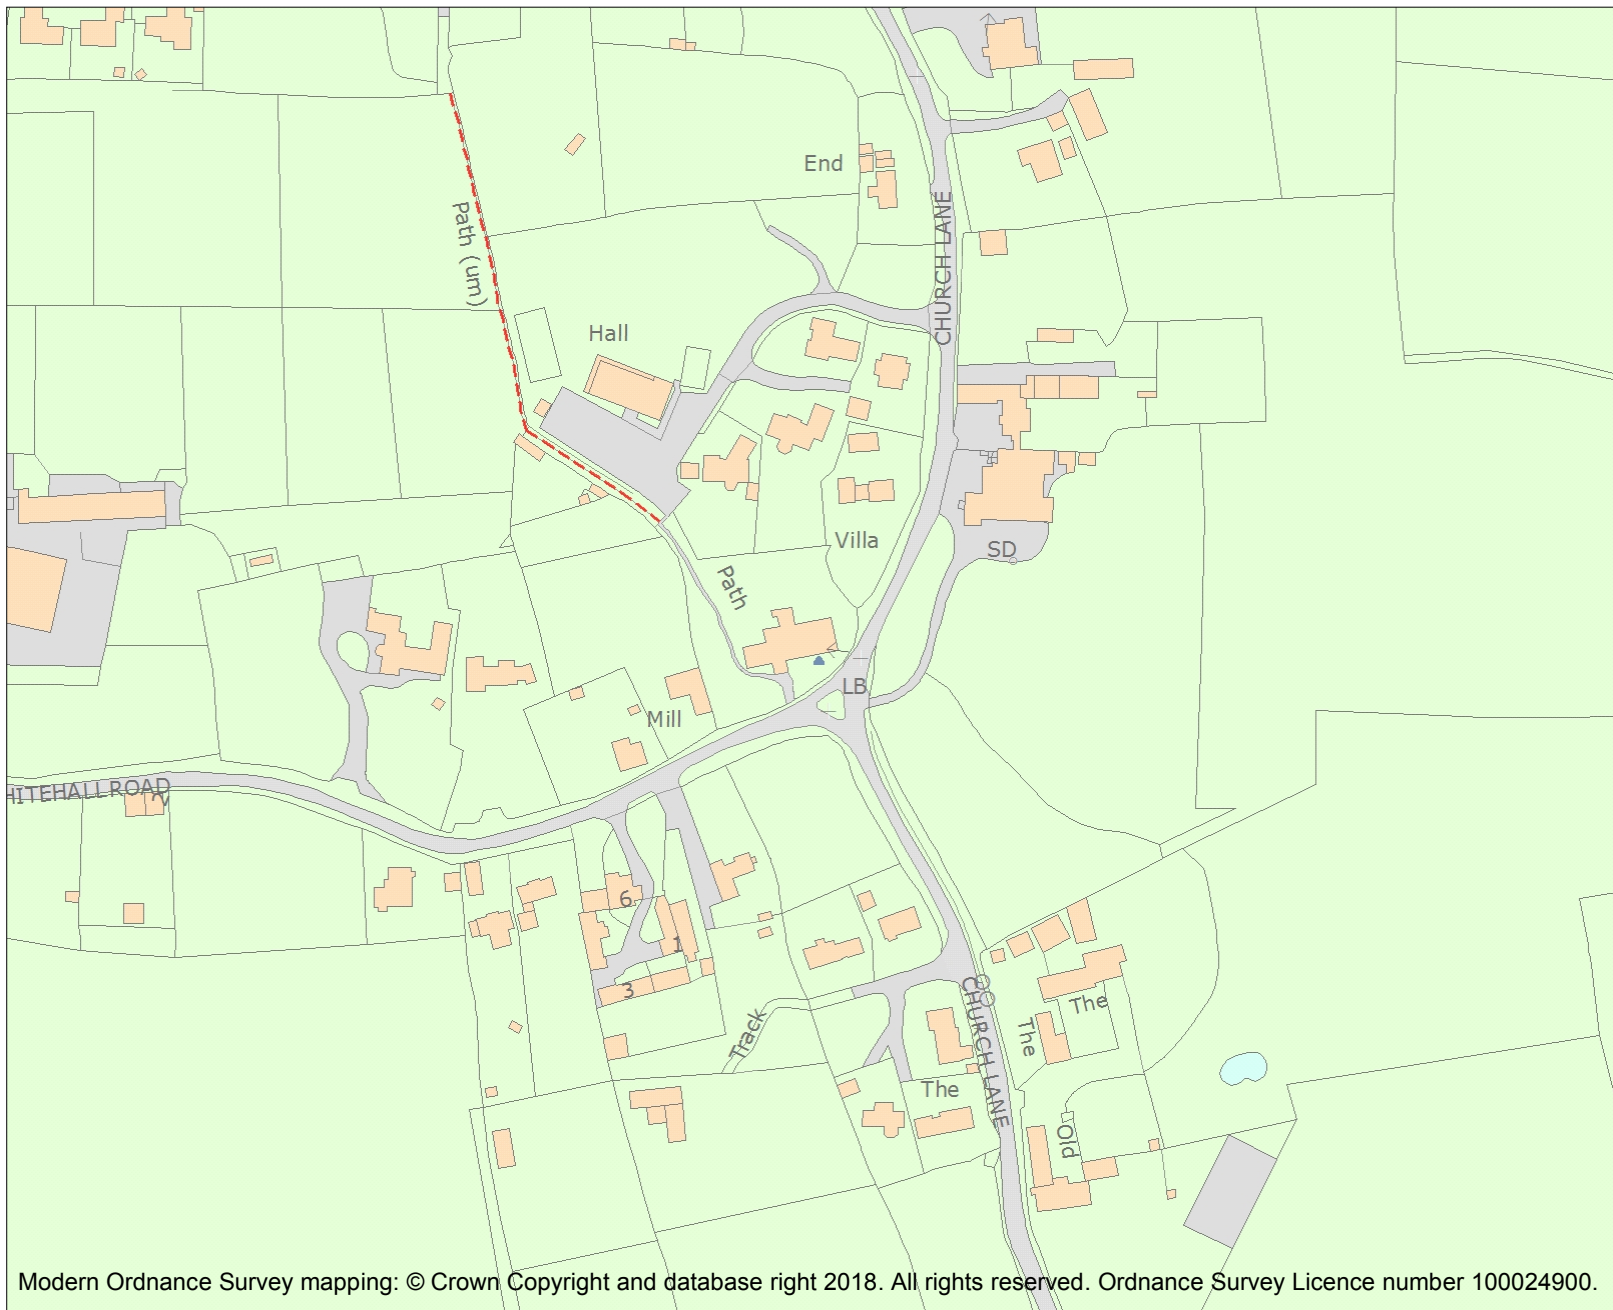 End
CHURCH LANE
Path (um)
Hall
Villa
SD
Path
LB
Mill
HITEHALL ROAD
2
6
1
3
Track
CHURCH LANE
The
The
The
Old
Modern Ordnance Survey mapping: © Crown Copyright and database right 2018. All rights reserved. Ordnance Survey Licence number 100024900.